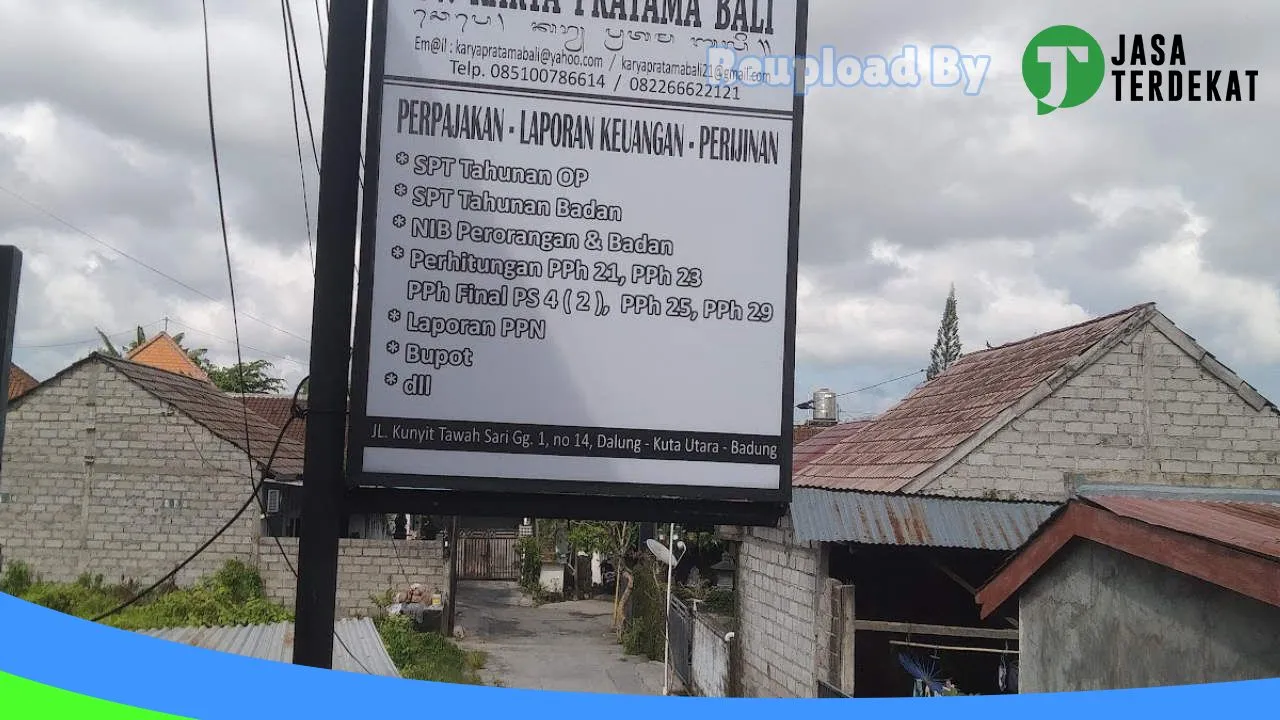 KARYA PRATAMA BALI
Em@il : karyapratamabali@yahoo.com / karyapratamabali21@gmail.com
Telp. 085100786614 / 082266622121
PERPAJAKAN - LAPORAN KEUANGAN - PERIJINAN
* SPT Tahunan OP
* SPT Tahunan Badan
* NIB Perorangan & Badan
* Perhitungan PPh 21, PPh 23
PPh Final PS 4 ( 2 ), PPh 25, PPh 29
* Laporan PPN
* Bupot
* dll
JL. Kunyit Tawah Sari Gg. 1, no 14, Dalung - Kuta Utara - Badung
Reupload By
JASA
TERDEKAT